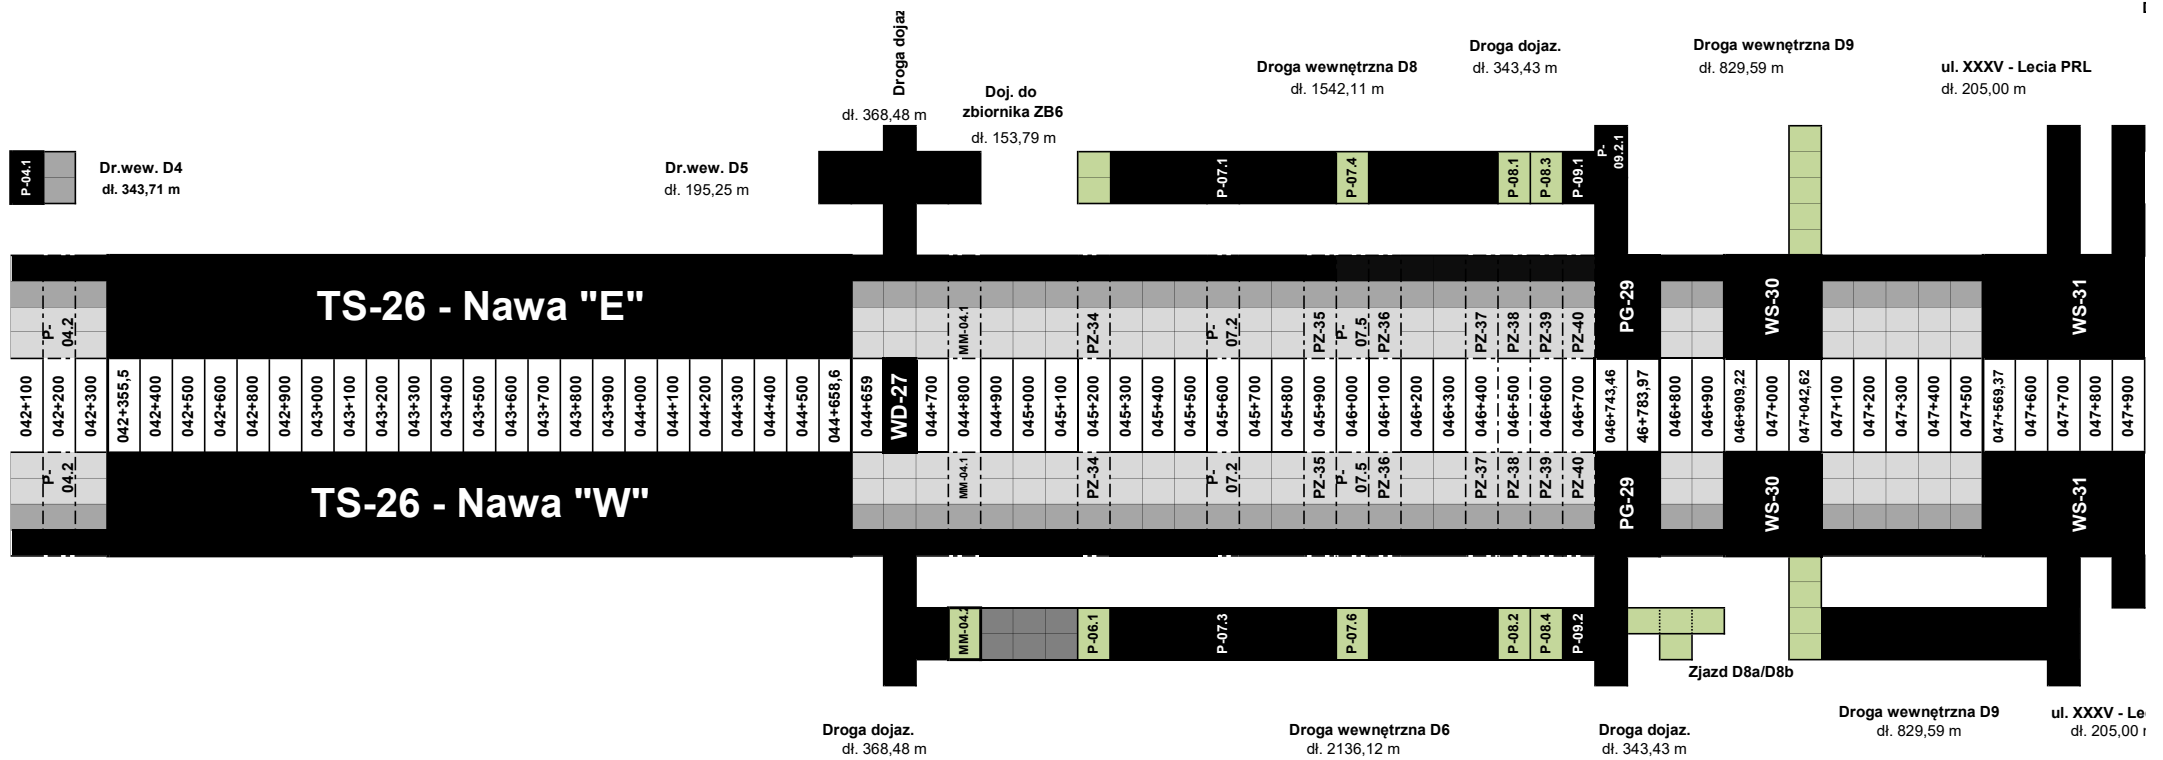 Droga dojaz.
dł. 368,48 m
Doj. do
zbiornika ZB6
dł. 153,79 m
Droga wewnętrzna D8
dł. 1542,11 m
Droga dojaz.
dł. 343,43 m
Droga wewnętrzna D9
dł. 829,59 m
ul. XXXV - Lecia PRL
dł. 205,00 m
P-04.1
Dr.wew. D4
dł. 343,71 m
Dr.wew. D5
dł. 195,25 m
P-07.1
P-07.4
P-08.1
P-08.3
P-09.1
P-
09.2.1
P-
04.2
TS-26 - Nawa "E"
MM-04.1
PZ-34
P-
07.2
PZ-35
P-
07.5
PZ-36
PZ-37
PZ-38
PZ-39
PZ-40
PG-29
WS-30
WS-31
042+100
042+200
042+300
042+355,5
042+400
042+500
042+600
042+800
042+900
043+000
043+100
043+200
043+300
043+400
043+500
043+600
043+700
043+800
043+900
044+000
044+100
044+200
044+300
044+400
044+500
044+658,6
044+659
WD-27
044+700
044+800
044+900
045+000
045+100
045+200
045+300
045+400
045+500
045+600
045+700
045+800
045+900
046+000
046+100
046+200
046+300
046+400
046+500
046+600
046+700
046+743,46
46+783,97
046+800
046+900
046+909,22
047+000
047+042,62
047+100
047+200
047+300
047+400
047+500
047+569,37
047+600
047+700
047+800
047+900
P-
04.2
TS-26 - Nawa "W"
MM-04.1
PZ-34
P-
07.2
PZ-35
P-
07.5
PZ-36
PZ-37
PZ-38
PZ-39
PZ-40
PG-29
WS-30
WS-31
MM-04.2
P-06.1
P-07.3
P-07.6
P-08.2
P-08.4
P-09.2
Zjazd D8a/D8b
Droga dojaz.
dł. 368,48 m
Droga wewnętrzna D6
dł. 2136,12 m
Droga dojaz.
dł. 343,43 m
Droga wewnętrzna D9
dł. 829,59 m
ul. XXXV - Le
dł. 205,00